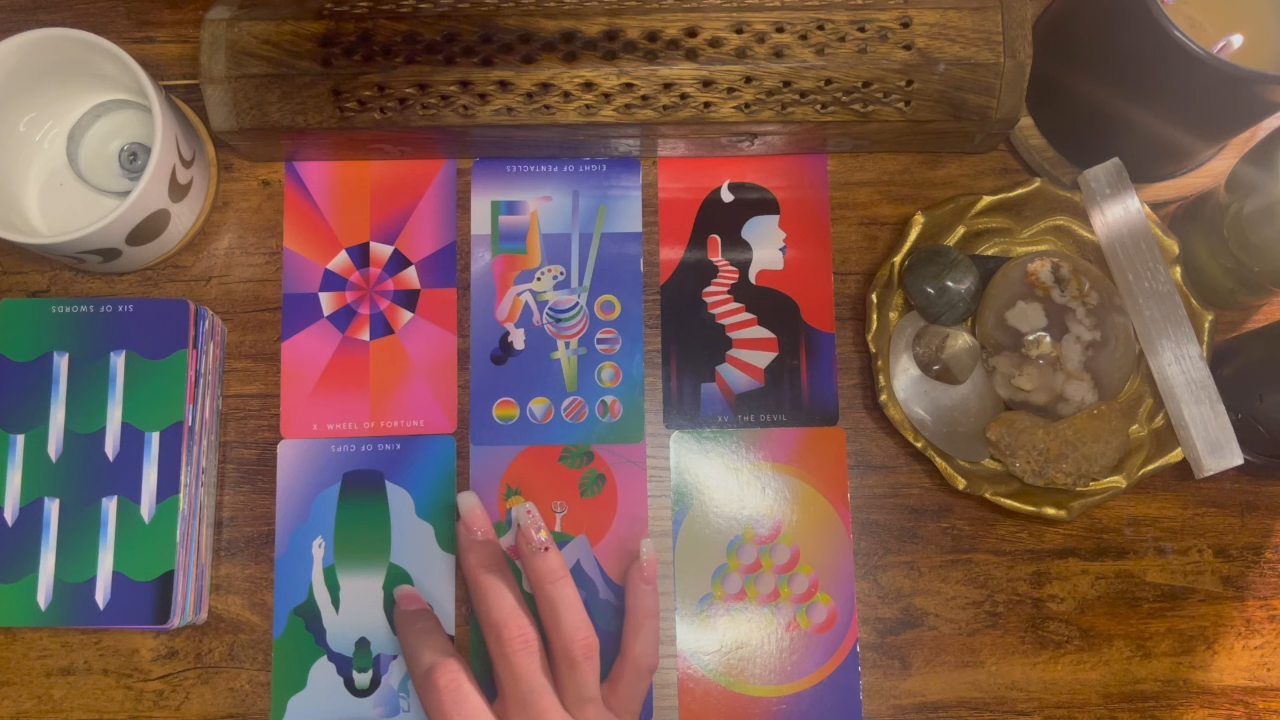 EIGHT OF PENTACLES
X. WHEEL OF FORTUNE
XV. THE DEVIL
SIX OF SWORDS
KING OF CUPS